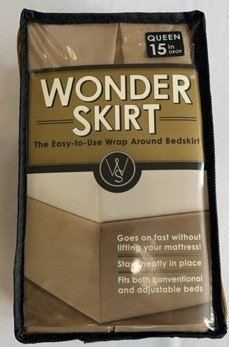 QUEEN
15 in
DROP
WONDER®
SKIRT
The Easy-to-Use Wrap Around Bedskirt
WS
Goes on fast without
lifting your mattress!
Stays neatly in place
Fits both conventional
and adjustable beds